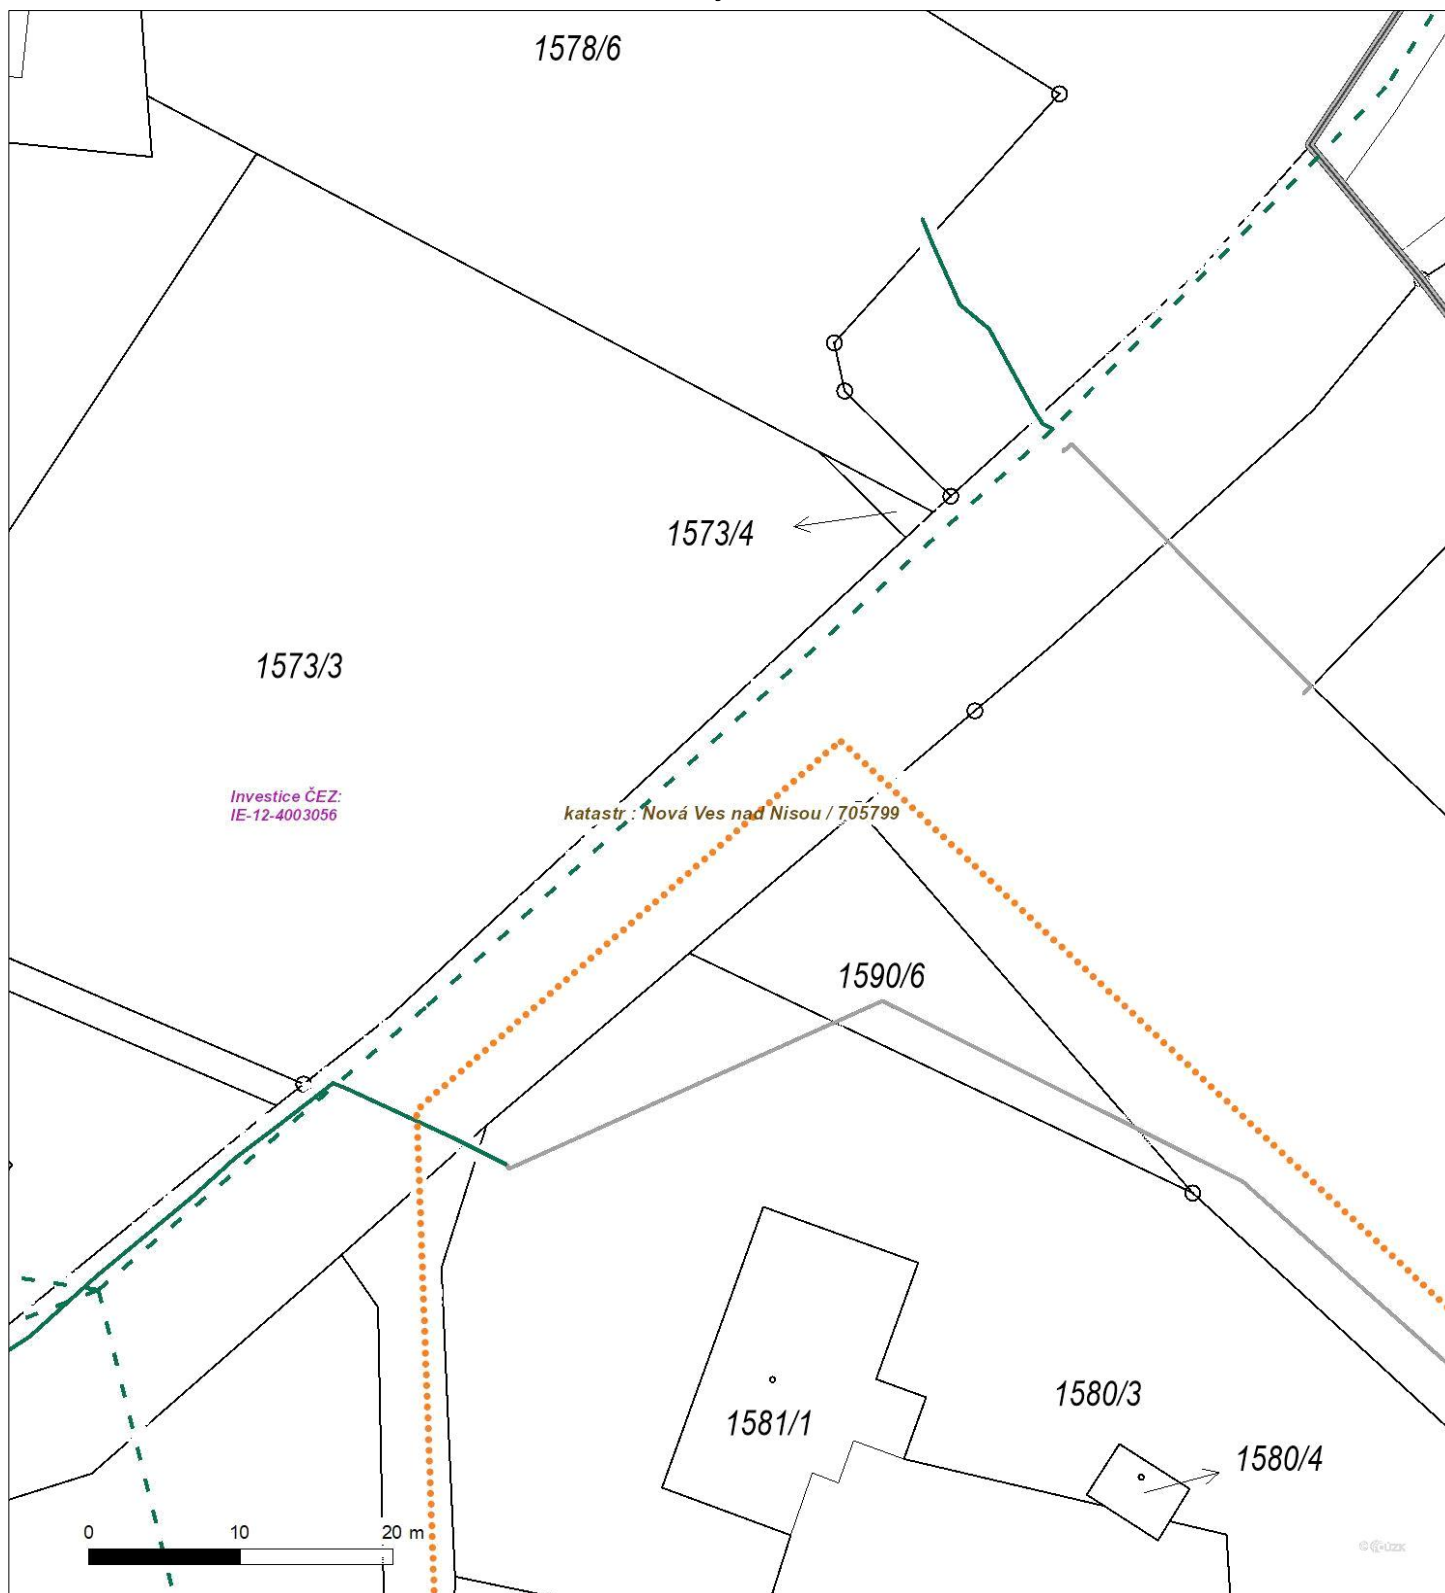 1578/6
1573/4
1573/3
Investice ČEZ:
IE-12-4003056
katastr : Nová Ves nad Nisou / 705799
1590/6
1580/3
1581/1
1580/4
0 10 20 m